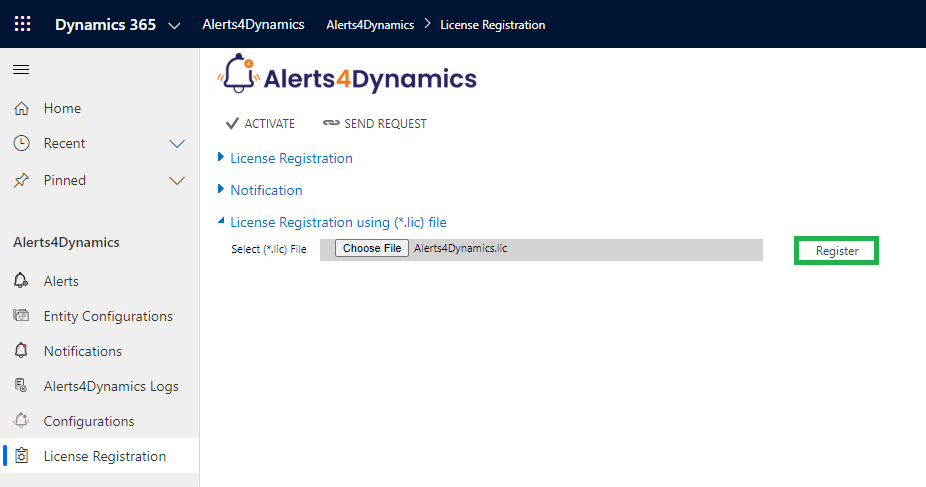 Dynamics 365 Alerts4Dynamics Alerts4Dynamics License Registration
Alerts4Dynamics
ACTIVATE SEND REQUEST
Home
Recent
Pinned
Alerts4Dynamics
Alerts
Entity Configurations
Notifications
Alerts4Dynamics Logs
Configurations
License Registration
License Registration
Notification
License Registration using (*.lic) file
Select (*.lic) File Choose File Alerts4Dynamics.lic Register